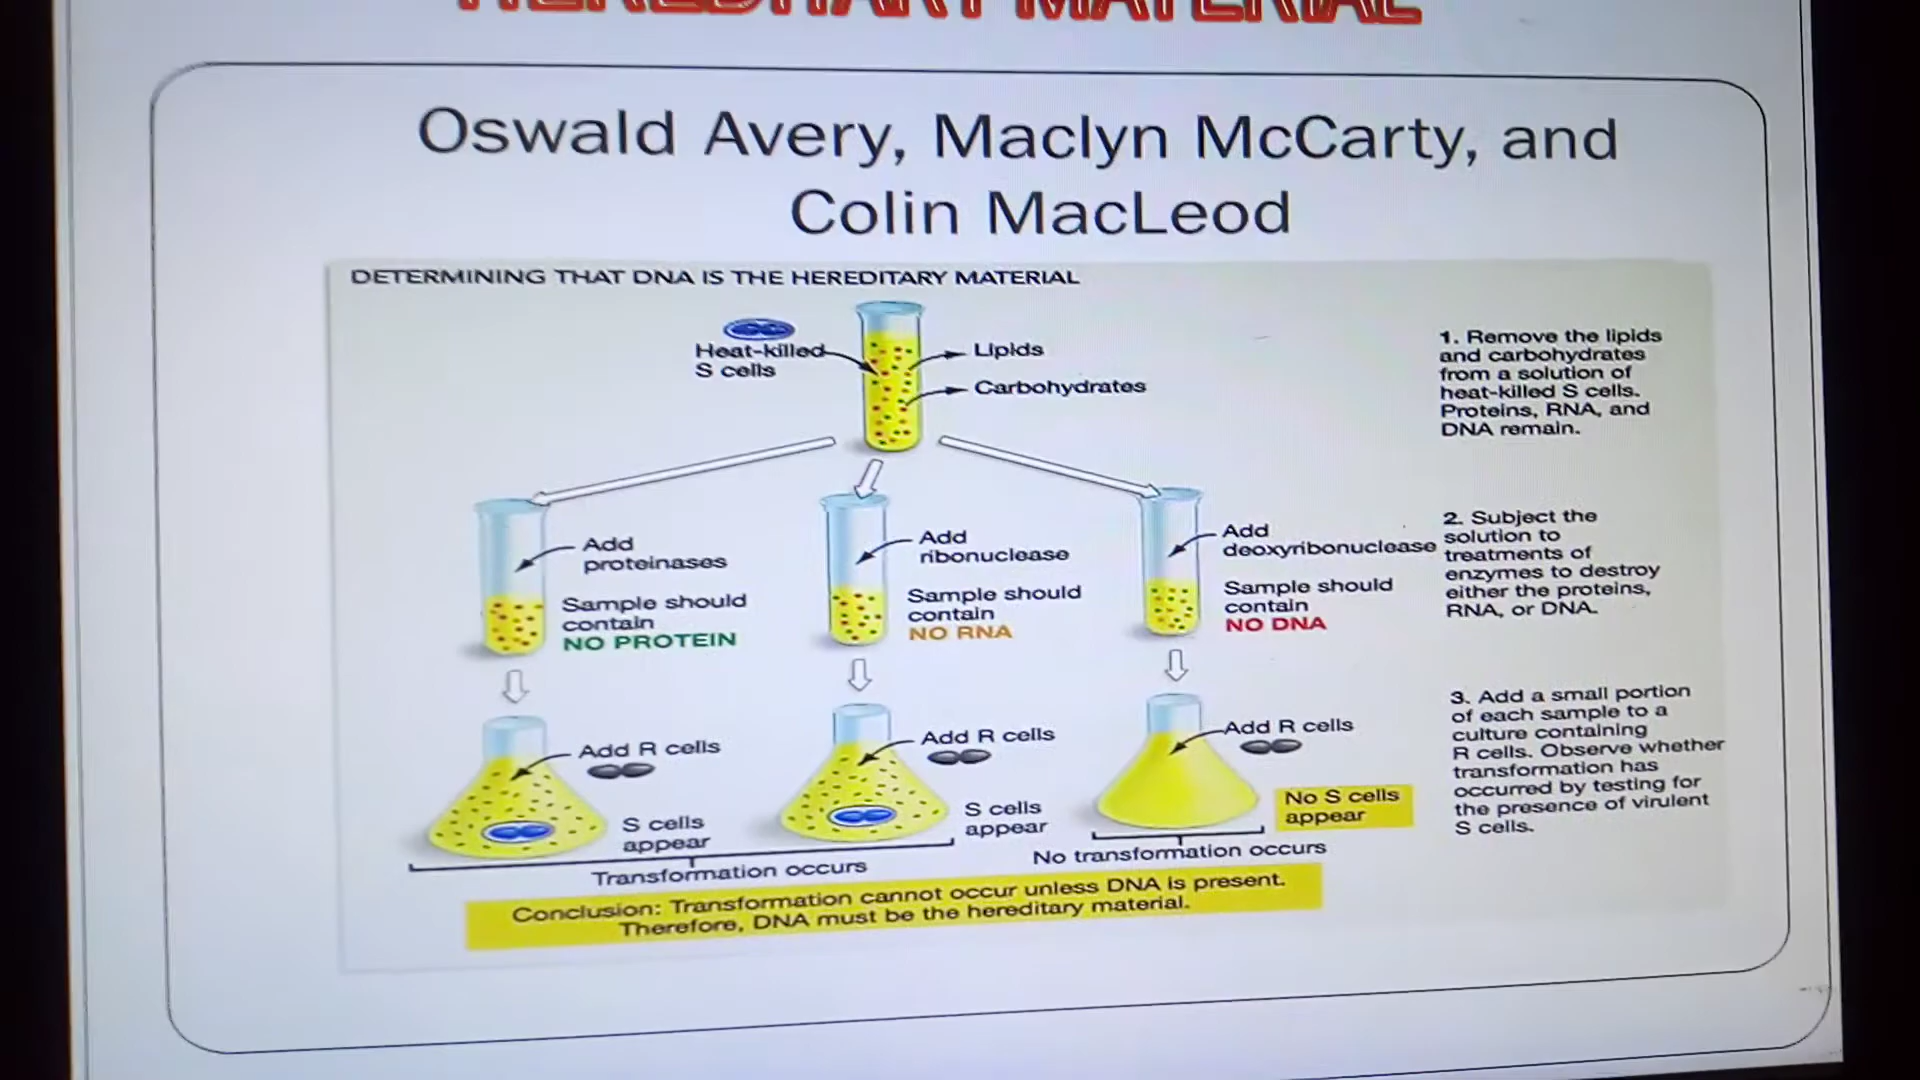 HEREDITARY MATERIAL
Oswald Avery, Maclyn McCarty, and
Colin MacLeod
DETERMINING THAT DNA IS THE HEREDITARY MATERIAL
Heat-killed
S cells
Lipids
Carbohydrates
1. Remove the lipids
and carbohydrates
from a solution of
heat-killed S cells.
Proteins, RNA, and
DNA remain.
Add
proteinases
Sample should
contain
NO PROTEIN
Add
ribonuclease
Sample should
contain
NO RNA
Add
deoxyribonuclease
Sample should
contain
NO DNA
2. Subject the
solution to
treatments of
enzymes to destroy
either the proteins,
RNA, or DNA.
Add R cells
S cells
appear
Add R cells
S cells
appear
Transformation occurs
Add R cells
No S cells
appear
No transformation occurs
3. Add a small portion
of each sample to a
culture containing
R cells. Observe whether
transformation has
occurred by testing for
the presence of virulent
S cells.
Conclusion: Transformation cannot occur unless DNA is present.
Therefore, DNA must be the hereditary material.